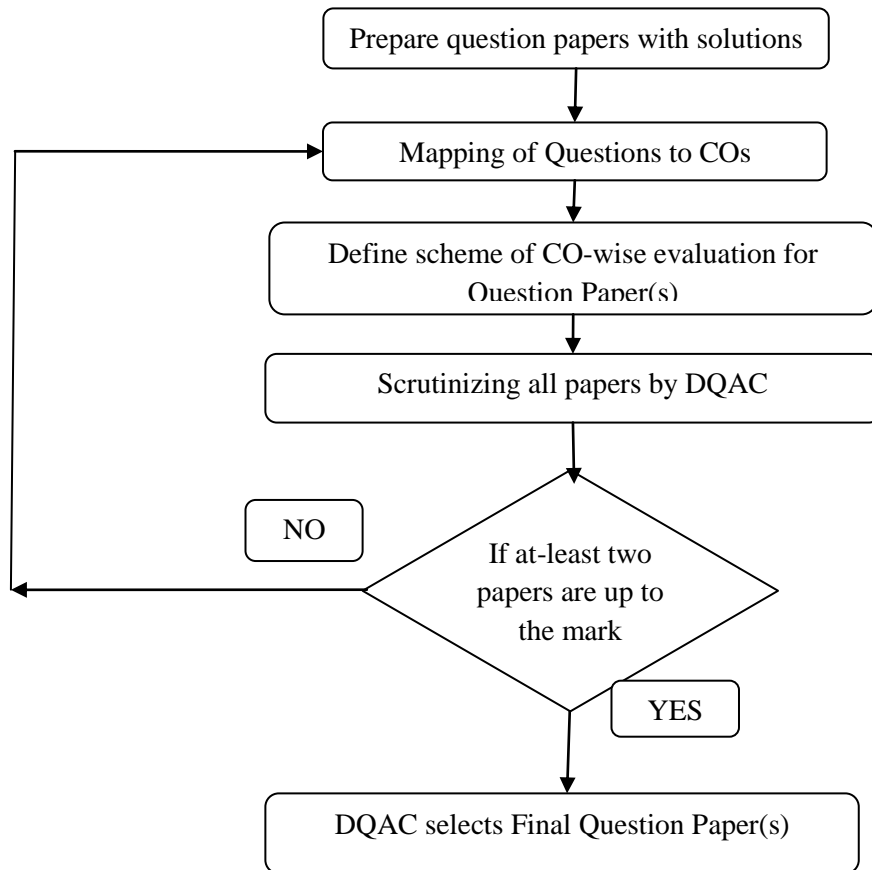 Prepare question papers with solutions
Mapping of Questions to COs
Define scheme of CO-wise evaluation for
Question Paper(s)
Scrutinizing all papers by DQAC
NO
If at-least two
papers are up to
the mark
YES
DQAC selects Final Question Paper(s)